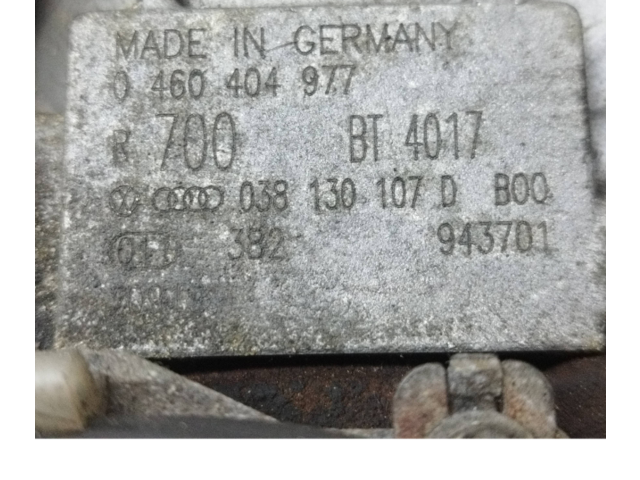 MADE IN GERMANY
0 460 404 977
R 700 BT 4017
038 130 107 D B00
382 943701